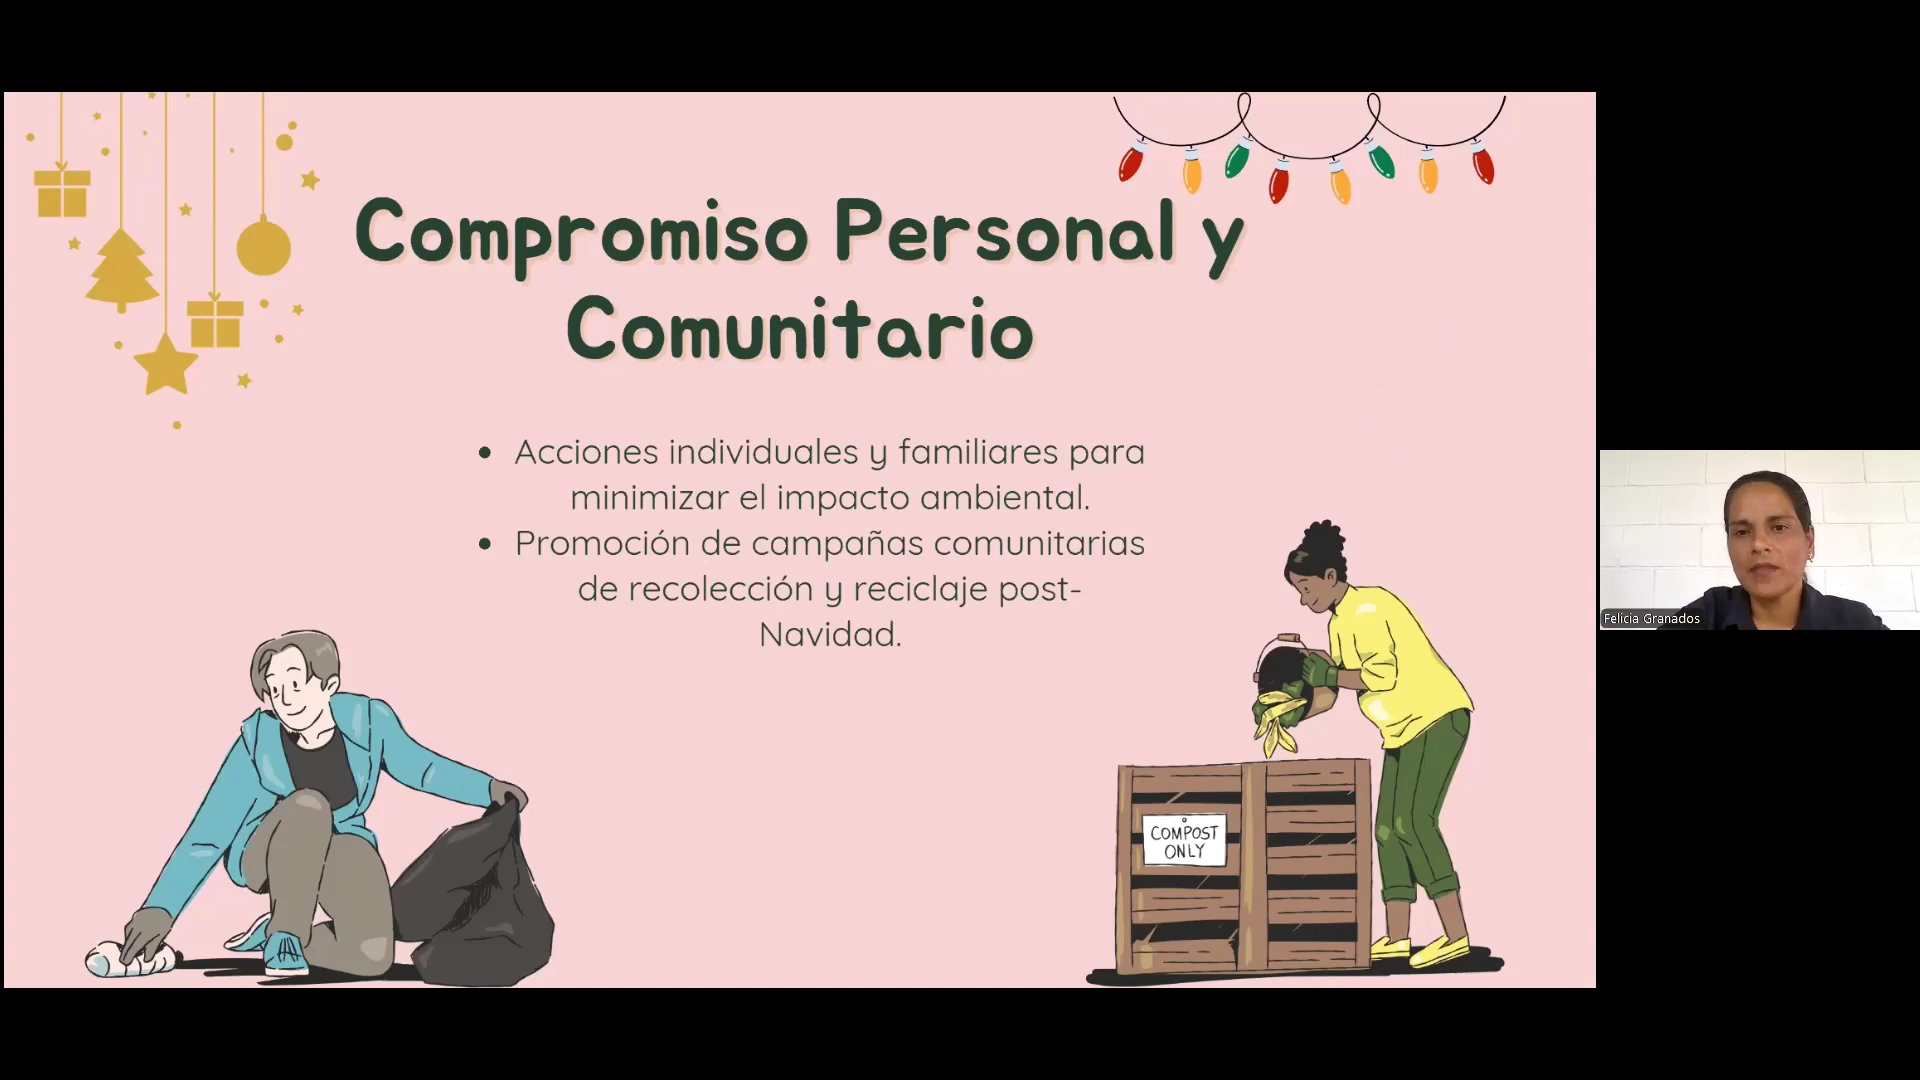 Compromiso Personal y
Comunitario
• Acciones individuales y familiares para
minimizar el impacto ambiental.
• Promoción de campañas comunitarias
de recolección y reciclaje post-
Navidad.
COMPOST
ONLY
Felicia Granados